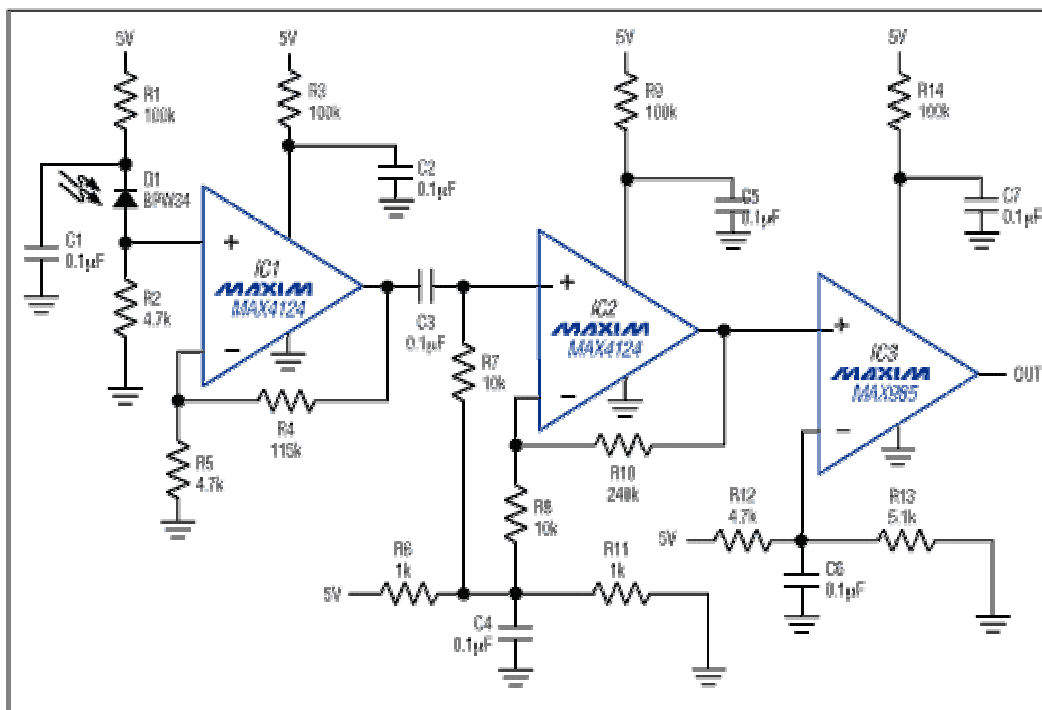 5V
R1
100k
D1
BPW34
C1
0.1µF
R2
4.7k
5V
R3
100k
C2
0.1µF
+
IC1
MAXIM
MAX4124
−
R4
115k
R5
4.7k
C3
0.1µF
R7
10k
5V
R9
100k
C5
0.1µF
+
IC2
MAXIM
MAX4124
−
R10
240k
R8
10k
R6
1k
5V
R11
1k
C4
0.1µF
5V
R14
100k
C7
0.1µF
+
IC3
MAXIM
MAX985
−
OUT
R12
4.7k
R13
5.1k
5V
C6
0.1µF